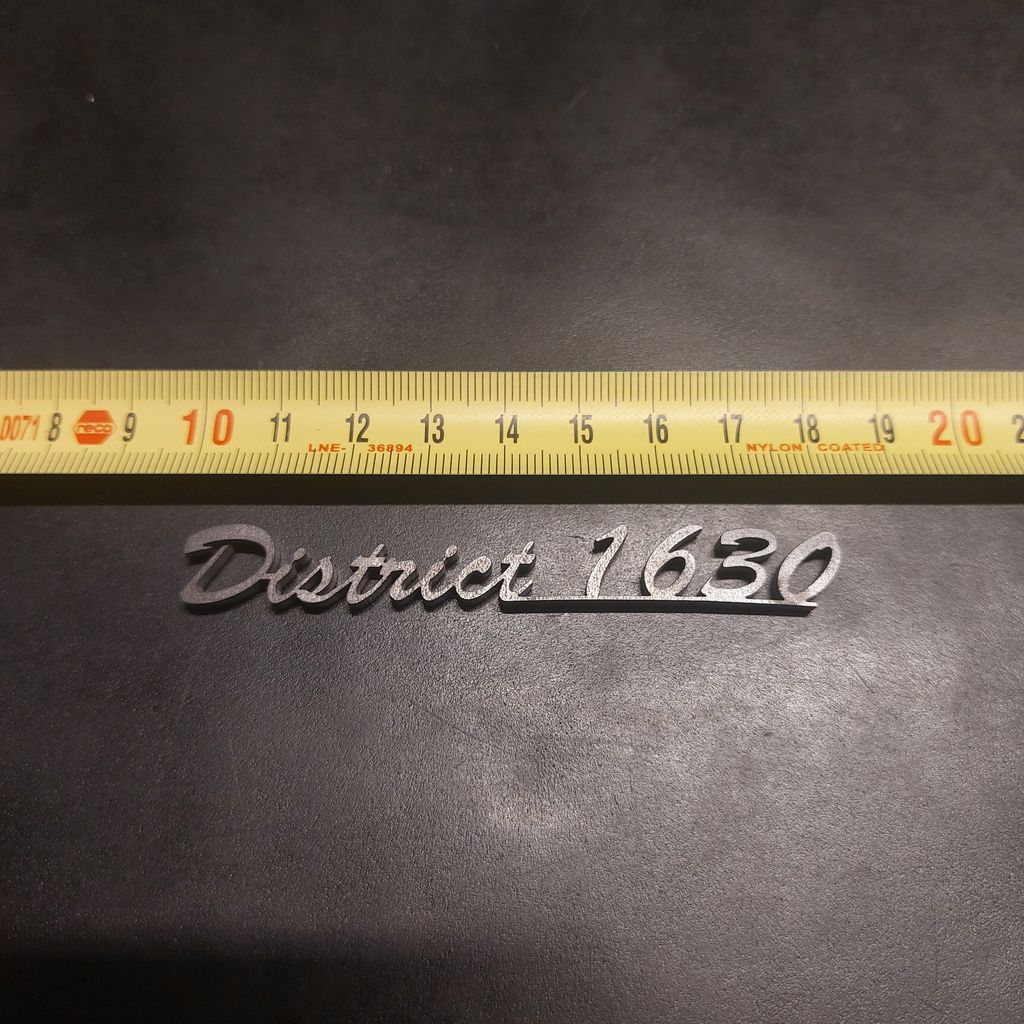 0071 8 reco 9 10 11 12 13 14 15 16 17 18 19 20
LNE- 36894 NYLON COATED
District 1630